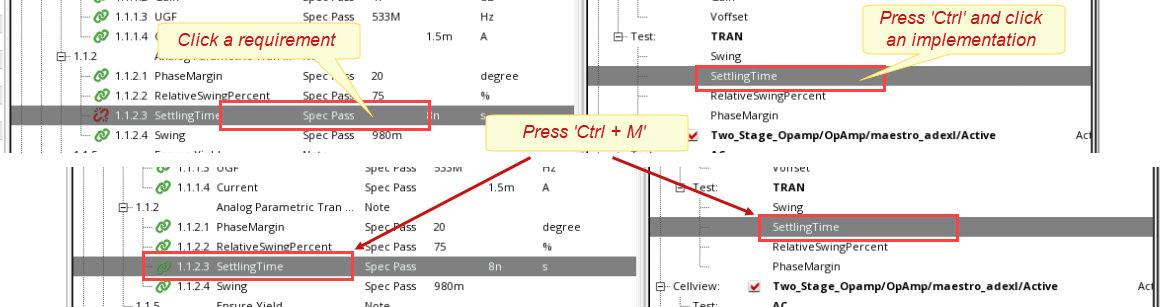 1.1.1.3 UGF Spec Pass 533M Hz
1.1.1.4 1.5m A
Click a requirement
1.1.2
1.1.2.1 PhaseMargin Spec Pass 20 degree
1.1.2.2 RelativeSwingPercent Spec Pass 75 %
1.1.2.3 SettlingTime Spec Pass 8n s
1.1.2.4 Swing Spec Pass 980m
Voffset
Test: TRAN
Press 'Ctrl' and click
an implementation
Swing
SettlingTime
RelativeSwingPercent
PhaseMargin
Two_Stage_Opamp/OpAmp/maestro_adexl/Active Act
Press 'Ctrl + M'
1.1.1.3 UGF Spec Pass 533M Hz
1.1.1.4 Current Spec Pass 1.5m A
1.1.2 Analog Parametric Tran ... Note
1.1.2.1 PhaseMargin Spec Pass 20 degree
1.1.2.2 RelativeSwingPercent Spec Pass 75 %
1.1.2.3 SettlingTime Spec Pass 8n s
1.1.2.4 Swing Spec Pass 980m
1.1.5 Ensure Yield Note
Voffset
Test: TRAN
Swing
SettlingTime
RelativeSwingPercent
PhaseMargin
Cellview: Two_Stage_Opamp/OpAmp/maestro_adexl/Active Act
Test: AC